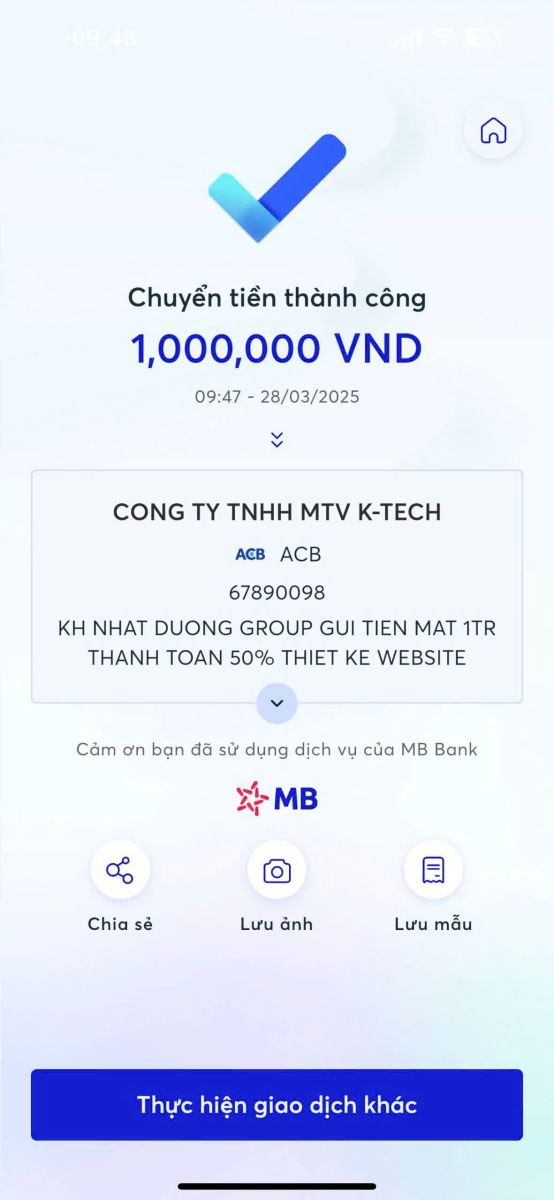 09:48
Chuyển tiền thành công
1,000,000 VND
09:47 - 28/03/2025
CONG TY TNHH MTV K-TECH
ACB ACB
67890098
KH NHAT DUONG GROUP GUI TIEN MAT 1TR
THANH TOAN 50% THIET KE WEBSITE
Cảm ơn bạn đã sử dụng dịch vụ của MB Bank
MB
Chia sẻ
Lưu ảnh
Lưu mẫu
Thực hiện giao dịch khác